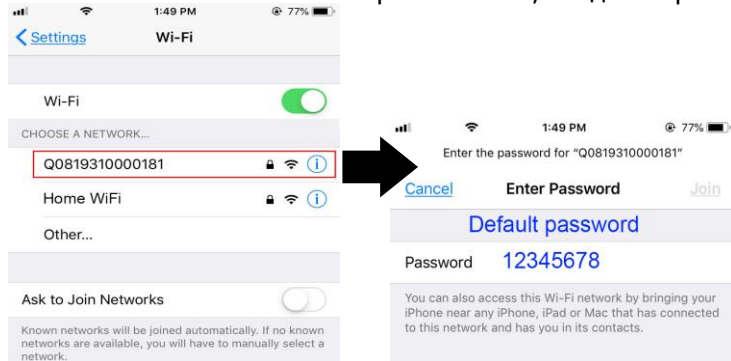 1:49 PM 77%
Settings Wi-Fi
Wi-Fi
CHOOSE A NETWORK...
Q0819310000181
Home WiFi
Other...
Ask to Join Networks
Known networks will be joined automatically. If no known
networks are available, you will have to manually select a
network.
1:49 PM 77%
Enter the password for “Q0819310000181”
Cancel Enter Password Join
Default password
Password 12345678
You can also access this Wi-Fi network by bringing your
iPhone near any iPhone, iPad or Mac that has connected
to this network and has you in its contacts.